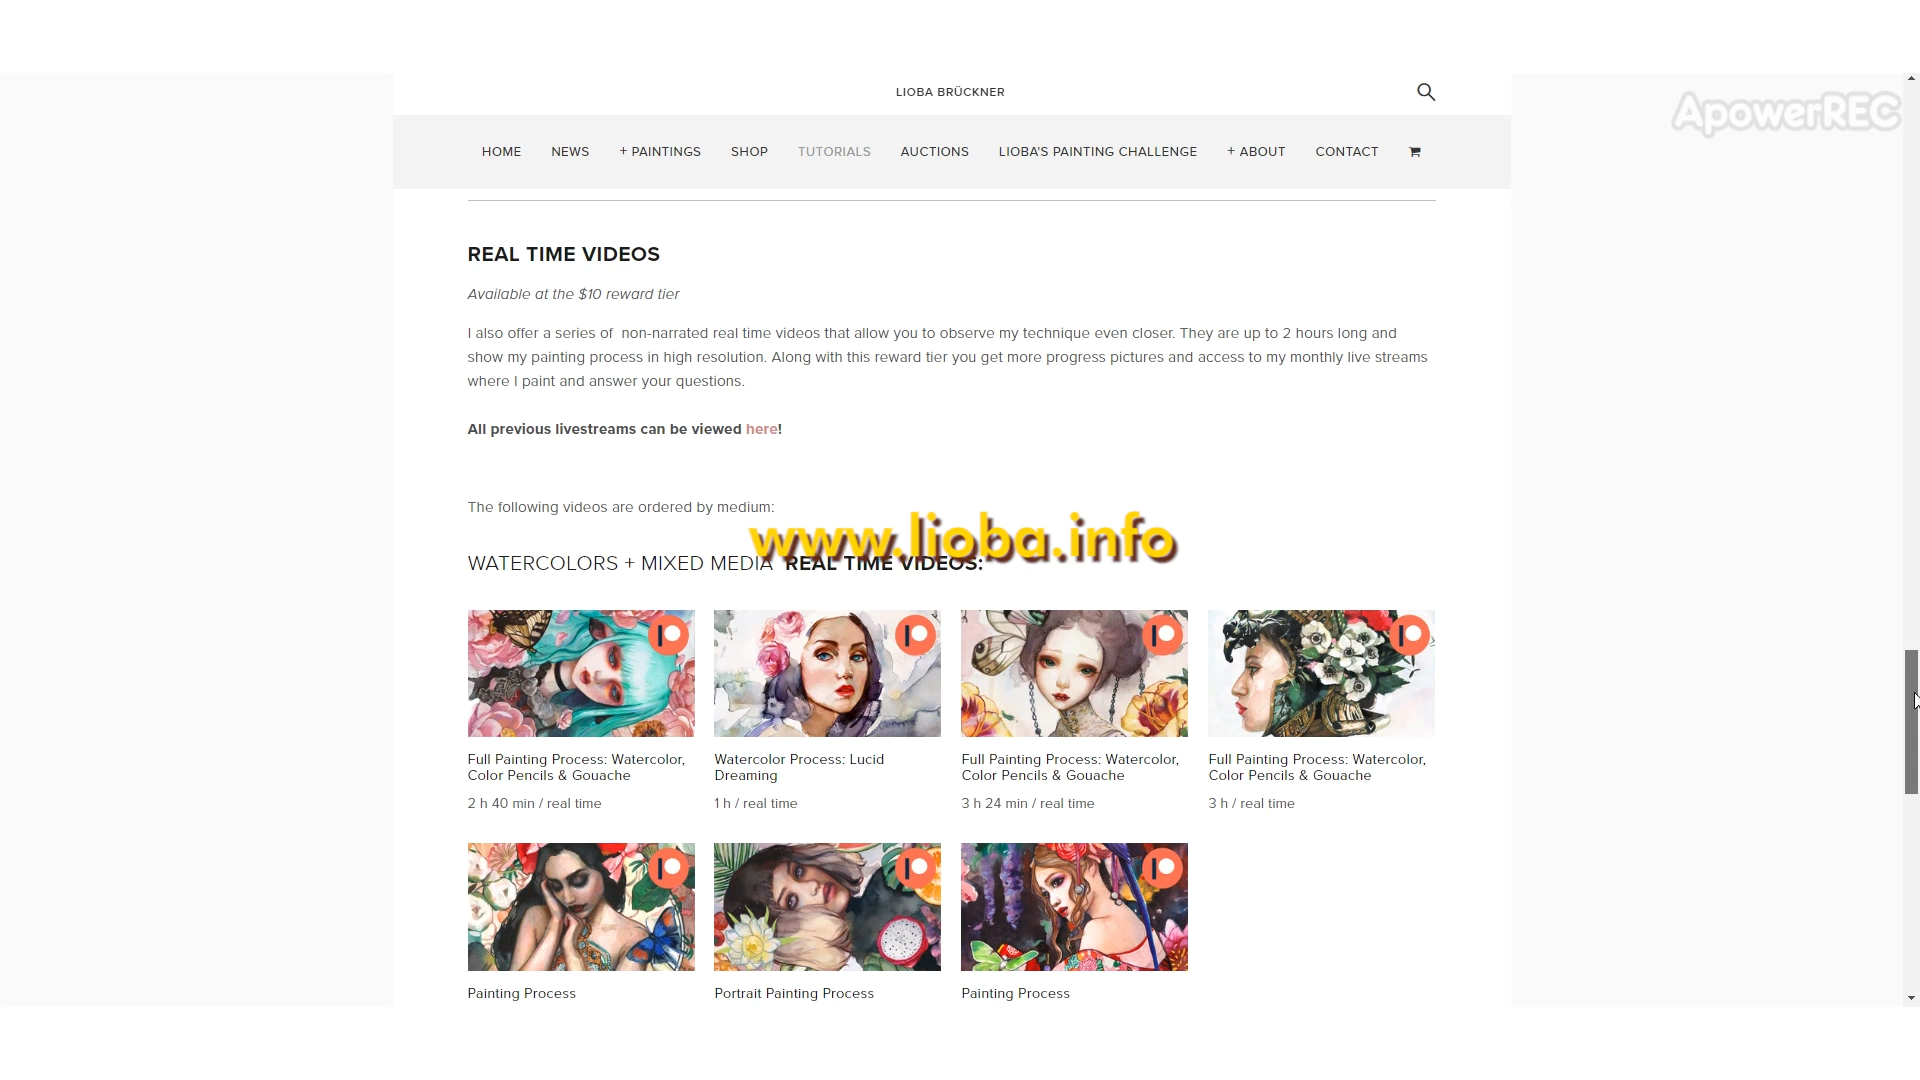 LIOBA BRÜCKNER
ApowerREC
HOME NEWS + PAINTINGS SHOP TUTORIALS AUCTIONS LIOBA'S PAINTING CHALLENGE + ABOUT CONTACT
REAL TIME VIDEOS
Available at the $10 reward tier
I also offer a series of non-narrated real time videos that allow you to observe my technique even closer. They are up to 2 hours long and
show my painting process in high resolution. Along with this reward tier you get more progress pictures and access to my monthly live streams
where I paint and answer your questions.
All previous livestreams can be viewed here!
The following videos are ordered by medium:
www.lioba.info
WATERCOLORS + MIXED MEDIA REAL TIME VIDEOS:
Full Painting Process: Watercolor,
Color Pencils & Gouache
2 h 40 min / real time
Watercolor Process: Lucid
Dreaming
1 h / real time
Full Painting Process: Watercolor,
Color Pencils & Gouache
3 h 24 min / real time
Full Painting Process: Watercolor,
Color Pencils & Gouache
3 h / real time
Painting Process
Portrait Painting Process
Painting Process